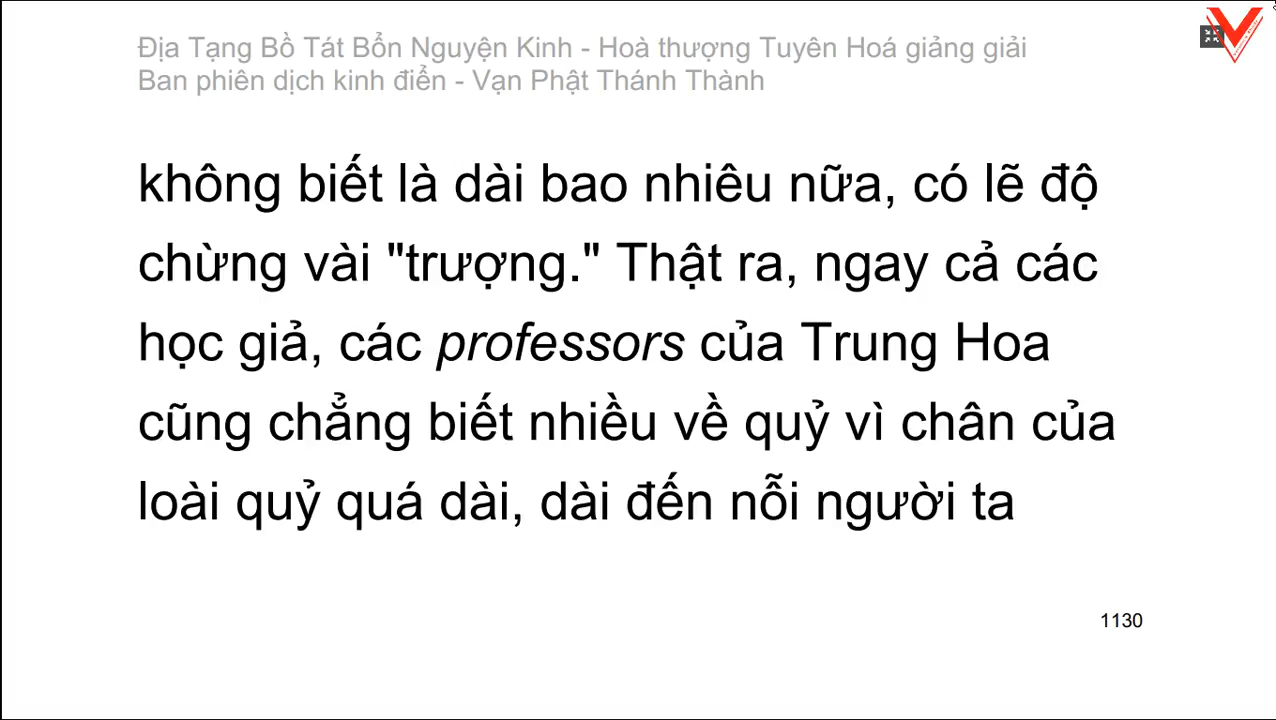 Địa Tạng Bồ Tát Bổn Nguyện Kinh - Hoà thượng Tuyên Hoá giảng giải
Ban phiên dịch kinh điển - Vạn Phật Thánh Thành
không biết là dài bao nhiêu nữa, có lẽ độ
chừng vài "trượng." Thật ra, ngay cả các
học giả, các professors của Trung Hoa
cũng chẳng biết nhiều về quỷ vì chân của
loài quỷ quá dài, dài đến nỗi người ta
1130